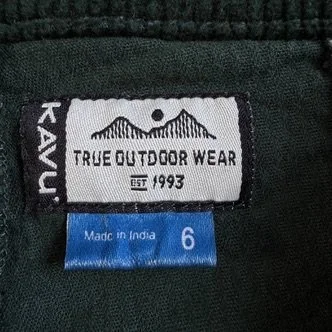 KAVU
TRUE OUTDOOR WEAR
EST 1993
Made in India 6